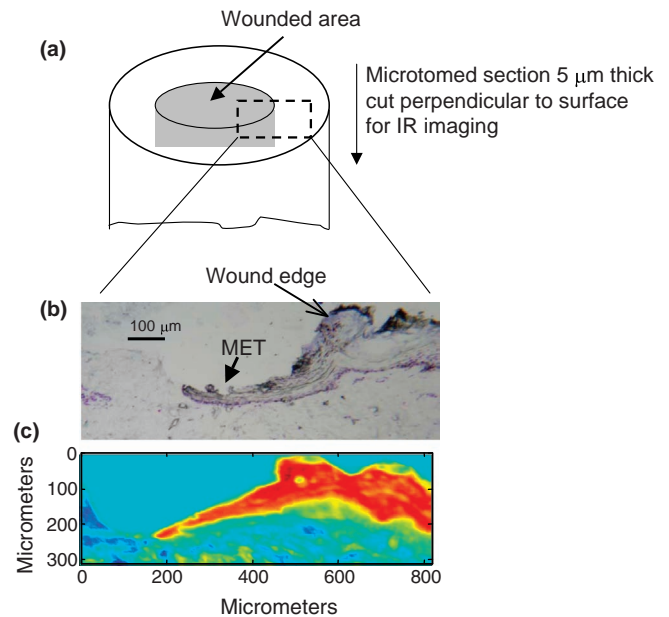 Wounded area
(a)
Microtomed section 5 μm thick
cut perpendicular to surface
for IR imaging
Wound edge
(b)
100 μm
MET
(c)
Micrometers
0
100
200
300
0 200 400 600 800
Micrometers